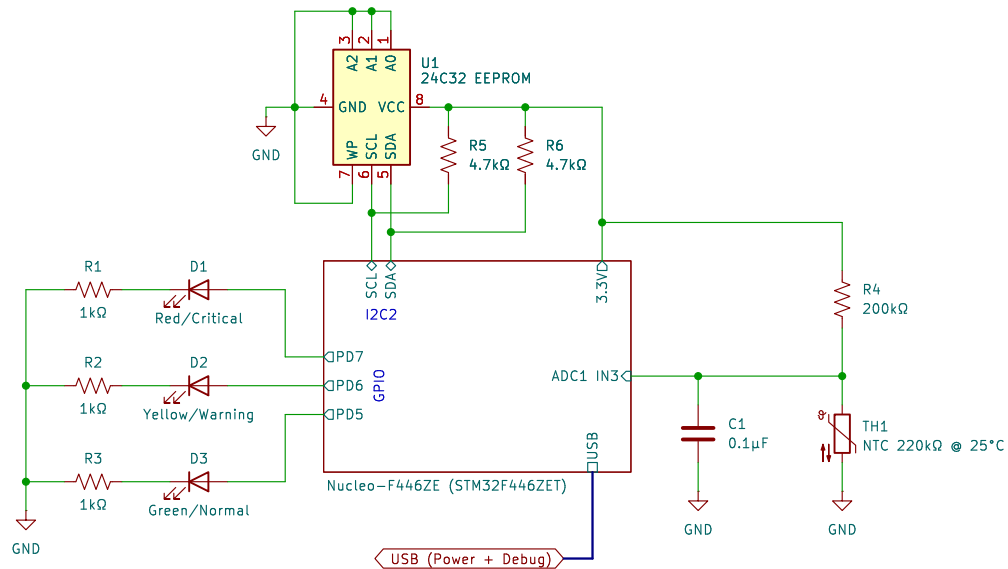 3
2
1
A2
A1
A0
U1
24C32 EEPROM
4
GND
VCC
8
GND
WP
SCL
SDA
7
6
5
R5
4.7kΩ
R6
4.7kΩ
R1
1kΩ
D1
Red/Critical
R2
1kΩ
D2
Yellow/Warning
R3
1kΩ
D3
Green/Normal
GND
SCL
SDA
I2C2
3.3V
PD7
PD6
PD5
GPIO
ADC1 IN3
USB
Nucleo-F446ZE (STM32F446ZET)
USB (Power + Debug)
R4
200kΩ
C1
0.1µF
GND
ϑ
TH1
NTC 220kΩ @ 25°C
GND